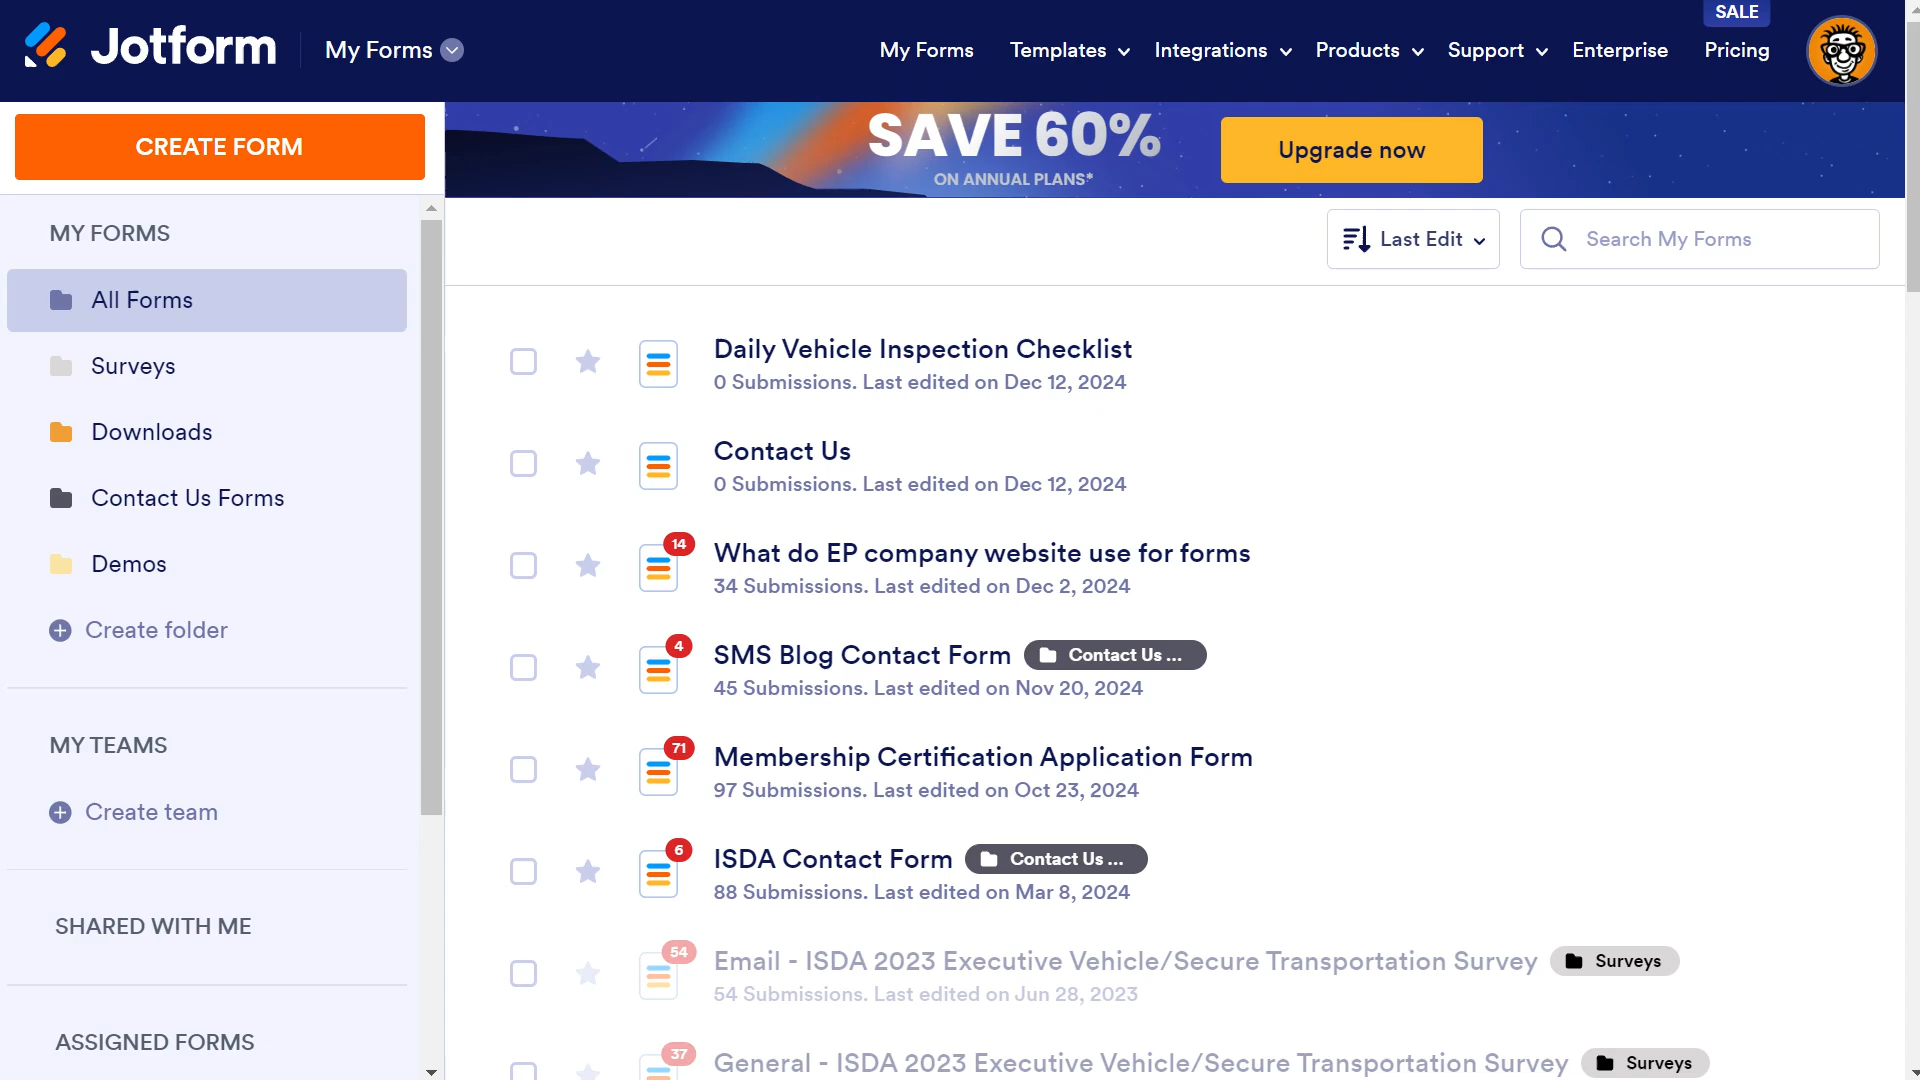 Jotform
My Forms
My Forms
Templates
Integrations
Products
Support
Enterprise
SALE
Pricing
CREATE FORM
SAVE 60%
ON ANNUAL PLANS*
Upgrade now
MY FORMS
All Forms
Surveys
Downloads
Contact Us Forms
Demos
Create folder
MY TEAMS
Create team
SHARED WITH ME
ASSIGNED FORMS
Last Edit
Search My Forms
Daily Vehicle Inspection Checklist
0 Submissions. Last edited on Dec 12, 2024
Contact Us
0 Submissions. Last edited on Dec 12, 2024
14
What do EP company website use for forms
34 Submissions. Last edited on Dec 2, 2024
4
SMS Blog Contact Form
Contact Us ...
45 Submissions. Last edited on Nov 20, 2024
71
Membership Certification Application Form
97 Submissions. Last edited on Oct 23, 2024
6
ISDA Contact Form
Contact Us ...
88 Submissions. Last edited on Mar 8, 2024
54
Email - ISDA 2023 Executive Vehicle/Secure Transportation Survey
Surveys
54 Submissions. Last edited on Jun 28, 2023
37
General - ISDA 2023 Executive Vehicle/Secure Transportation Survey
Surveys